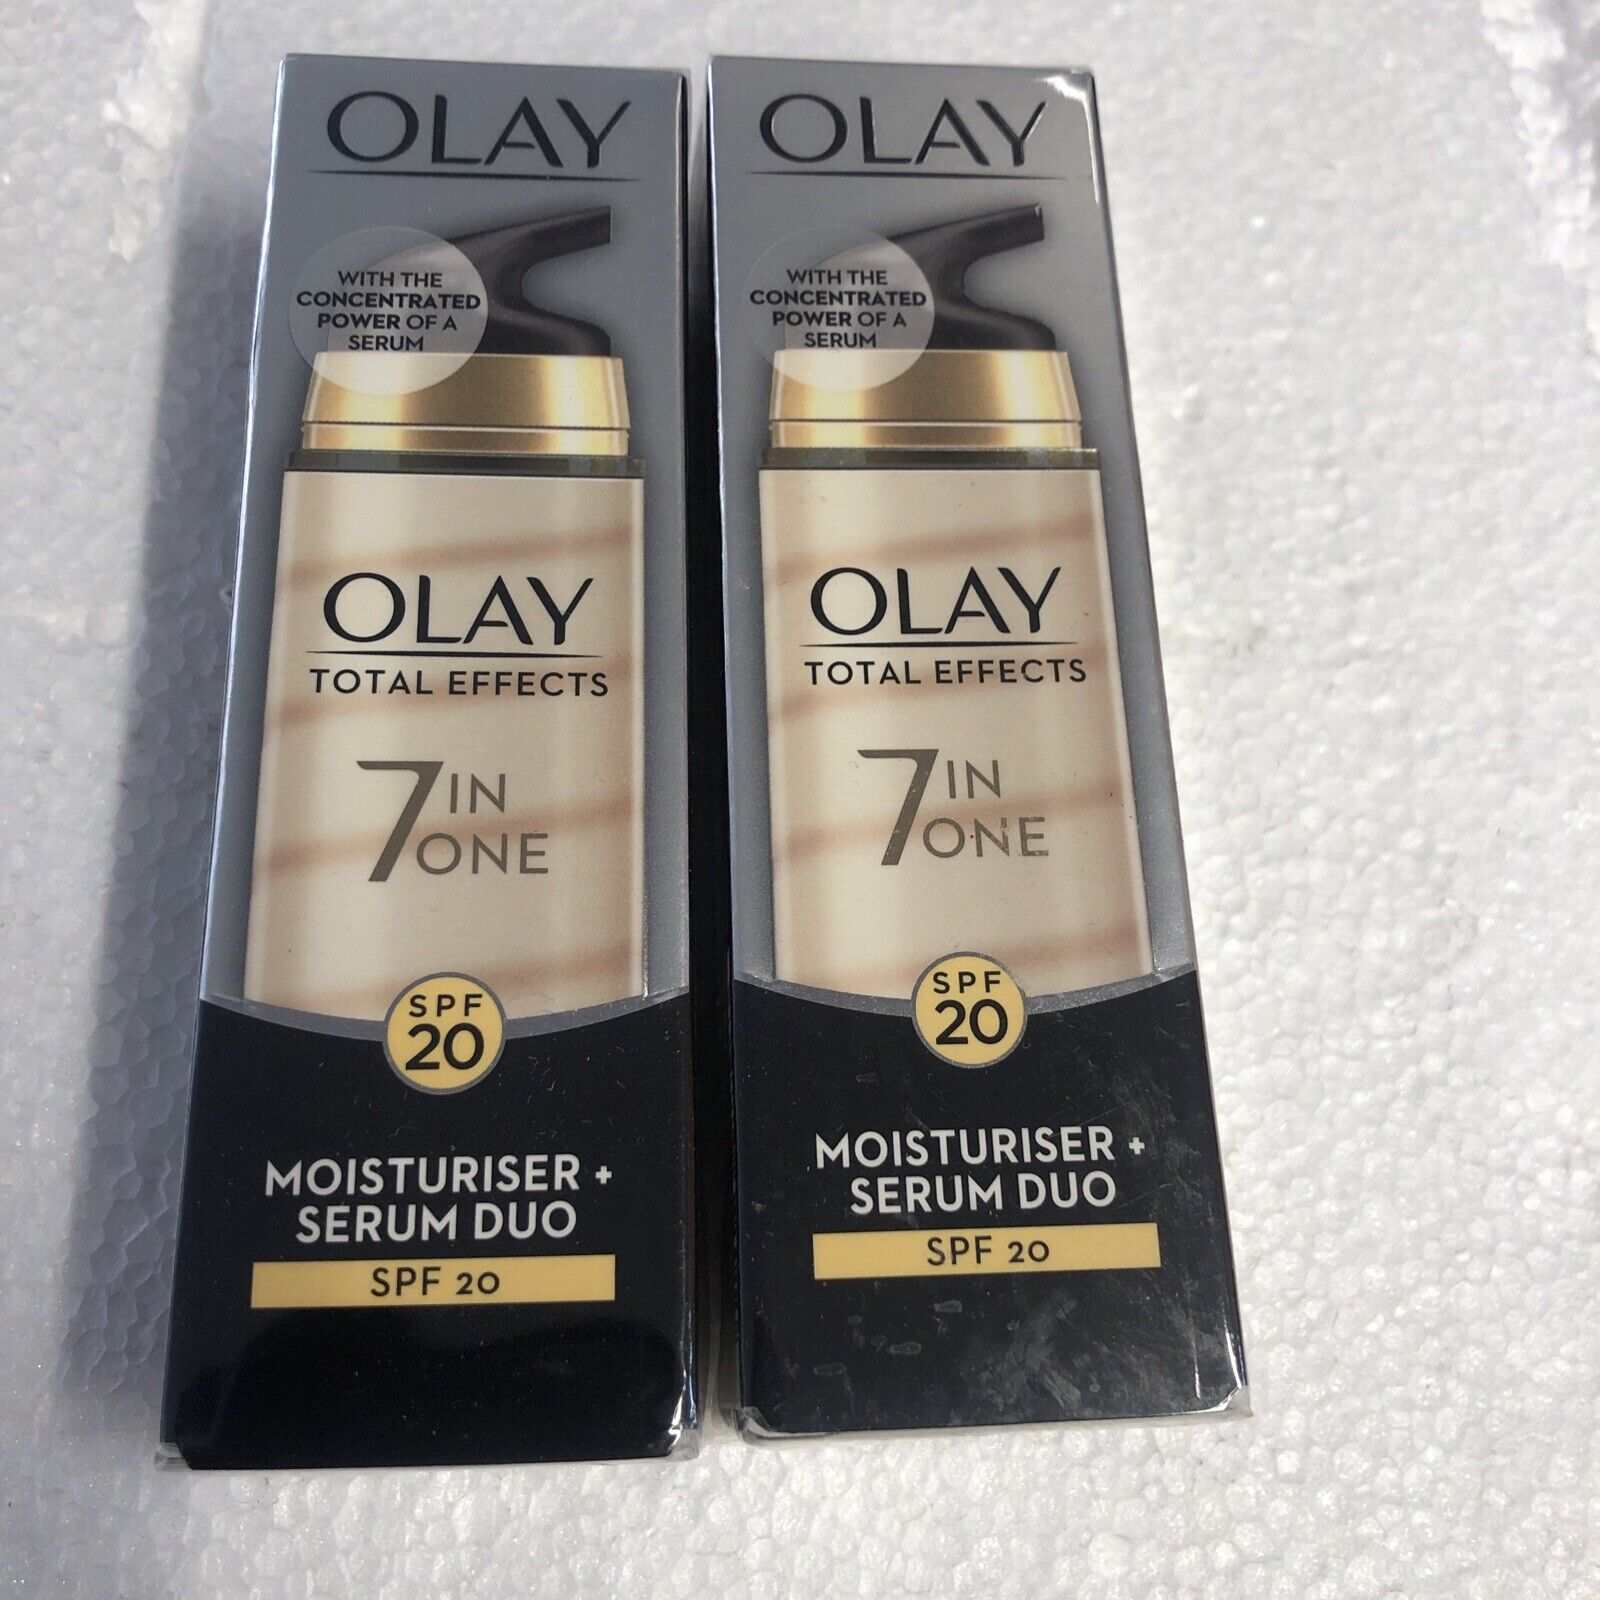 OLAY
WITH THE
CONCENTRATED
POWER OF A
SERUM
OLAY
TOTAL EFFECTS
7 IN
ONE
SPF
20
MOISTURISER +
SERUM DUO
SPF 20
OLAY
WITH THE
CONCENTRATED
POWER OF A
SERUM
OLAY
TOTAL EFFECTS
7 IN
ONE
SPF
20
MOISTURISER +
SERUM DUO
SPF 20